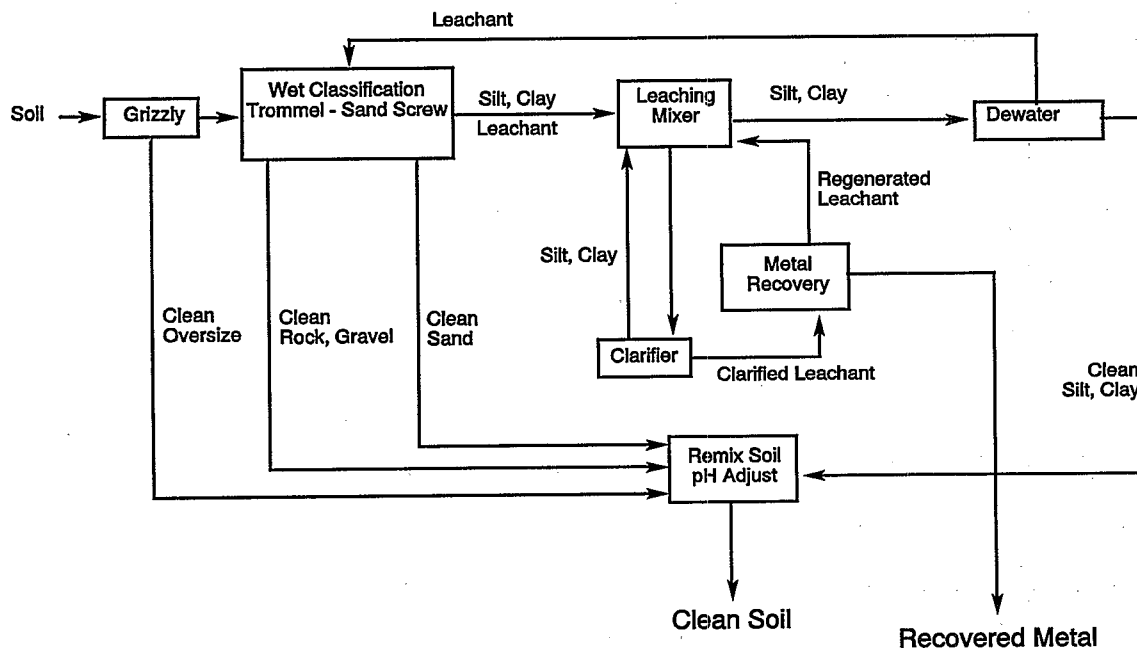 Leachant
Soil
Grizzly
Wet Classification
Trommel - Sand Screw
Silt, Clay
Leachant
Leaching
Mixer
Silt, Clay
Dewater
Regenerated
Leachant
Silt, Clay
Metal
Recovery
Clean
Oversize
Clean
Rock, Gravel
Clean
Sand
Clarifier
Clarified Leachant
Clean
Silt, Clay
Remix Soil
pH Adjust
Clean Soil
Recovered Metal